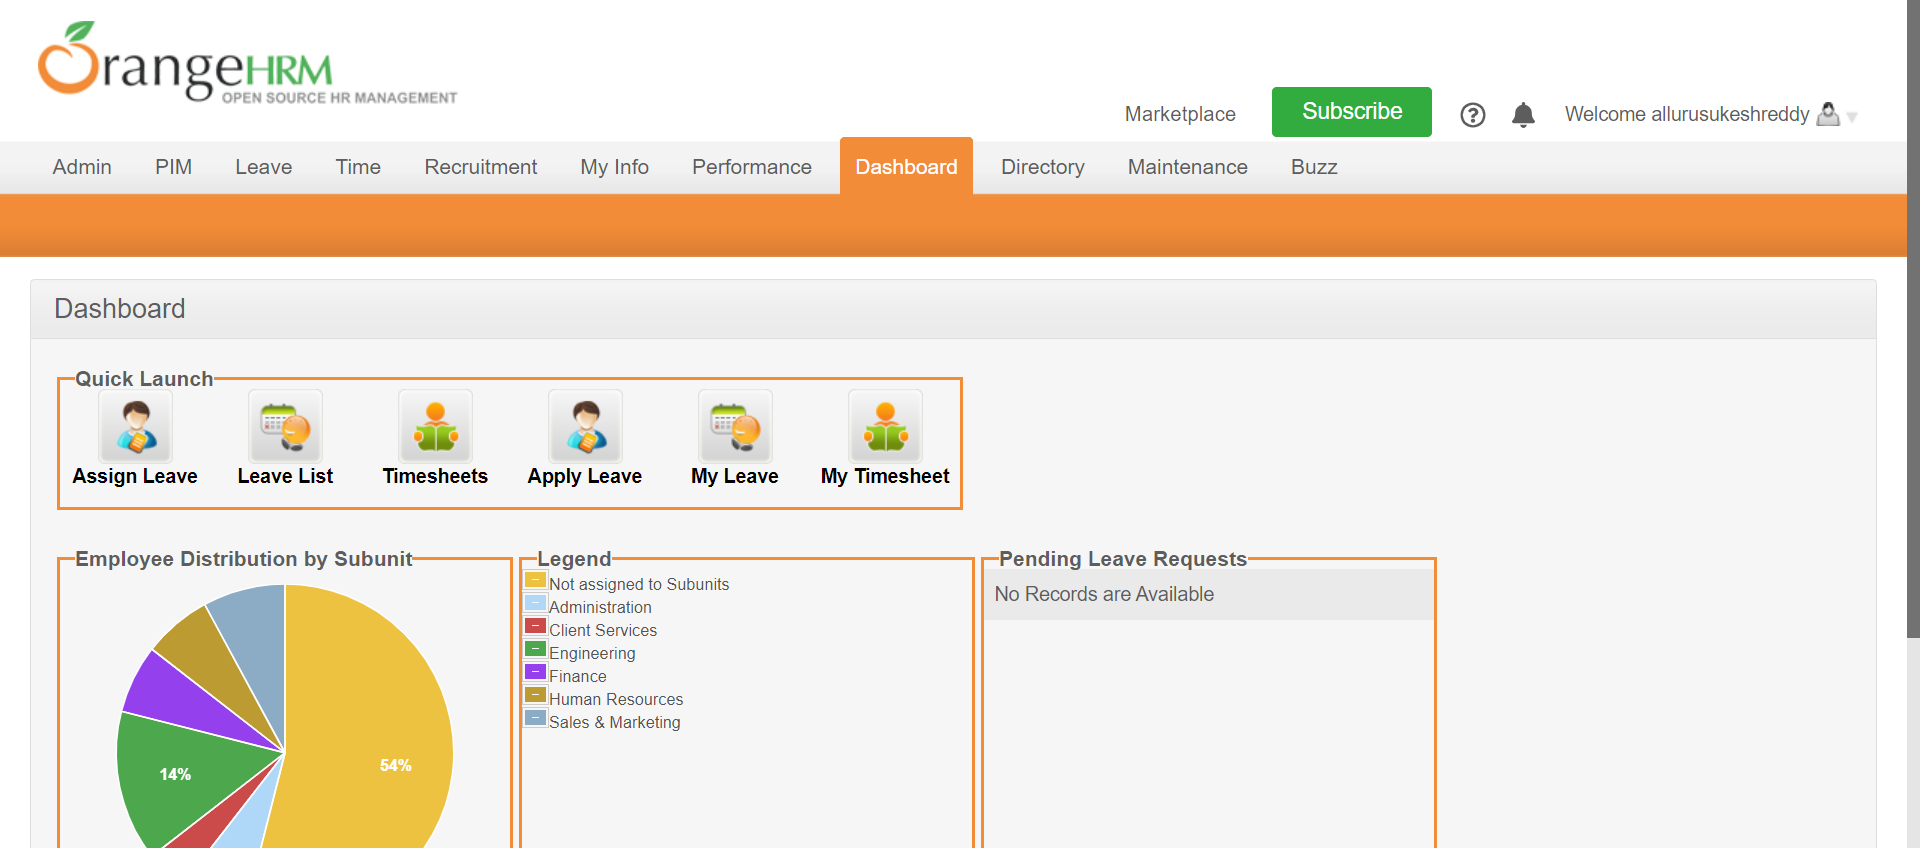 OrangeHRM
OPEN SOURCE HR MANAGEMENT
Marketplace
Subscribe
Welcome allurusukeshreddy
Admin
PIM
Leave
Time
Recruitment
My Info
Performance
Dashboard
Directory
Maintenance
Buzz
Dashboard
Quick Launch
Assign Leave
Leave List
Timesheets
Apply Leave
My Leave
My Timesheet
Employee Distribution by Subunit
54%
14%
Legend
Not assigned to Subunits
Administration
Client Services
Engineering
Finance
Human Resources
Sales & Marketing
Pending Leave Requests
No Records are Available